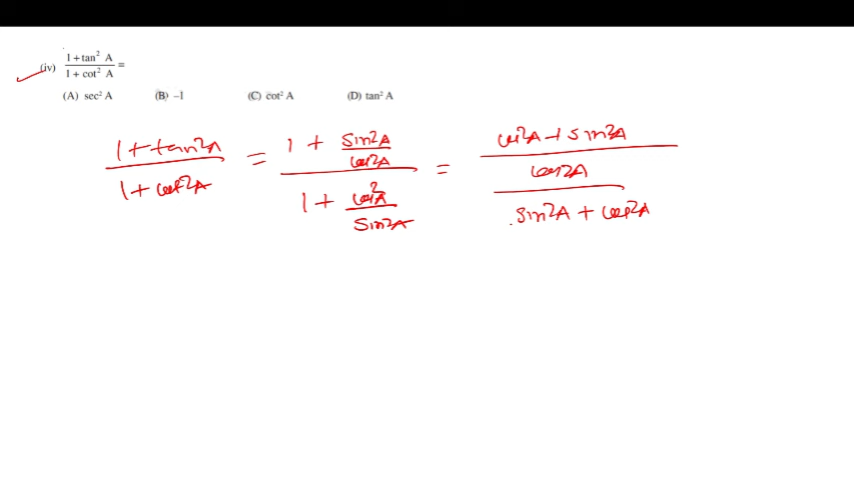 (iv) (1 + tan² A)/(1 + cot² A) =
(A) sec² A (B) –1 (C) cot² A (D) tan² A
(1 + tan²A)/(1 + cot²A) = (1 + sin²A/cos²A)/(1 + cos²A/sin²A) = ((cos²A + sin²A)/cos²A)/(sin²A + cos²A)